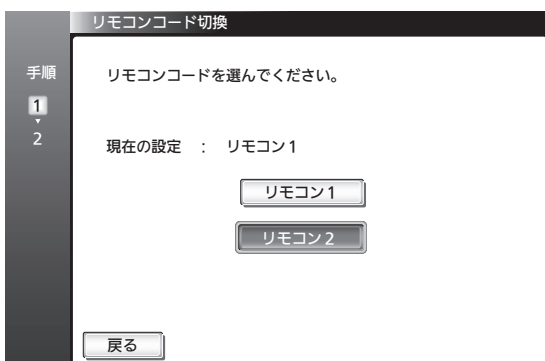 リモコンコード切換
手順
1
2
リモコンコードを選んでください。
現在の設定 : リモコン1
リモコン1
リモコン2
戻る